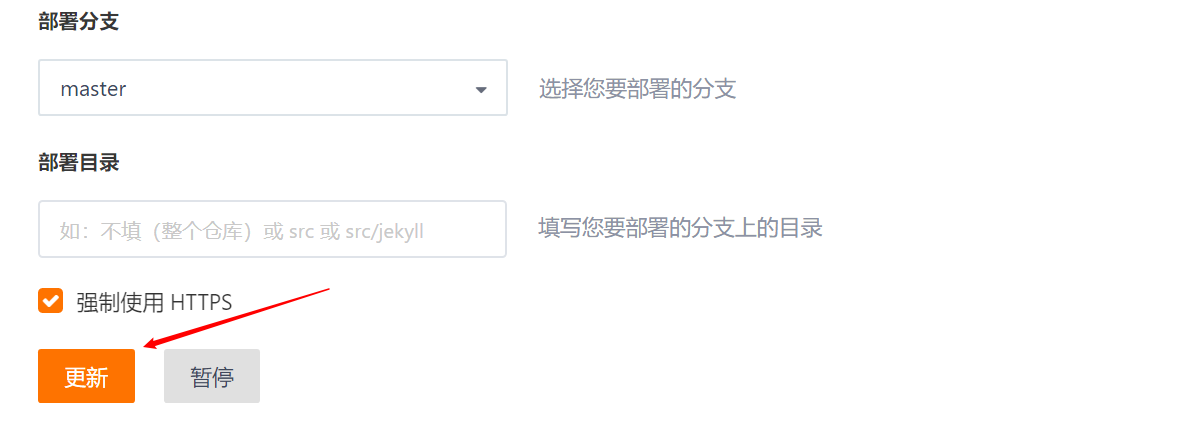 部署分支
master
选择您要部署的分支
部署目录
如：不填（整个仓库）或 src 或 src/jekyll
填写您要部署的分支上的目录
强制使用 HTTPS
更新
暂停